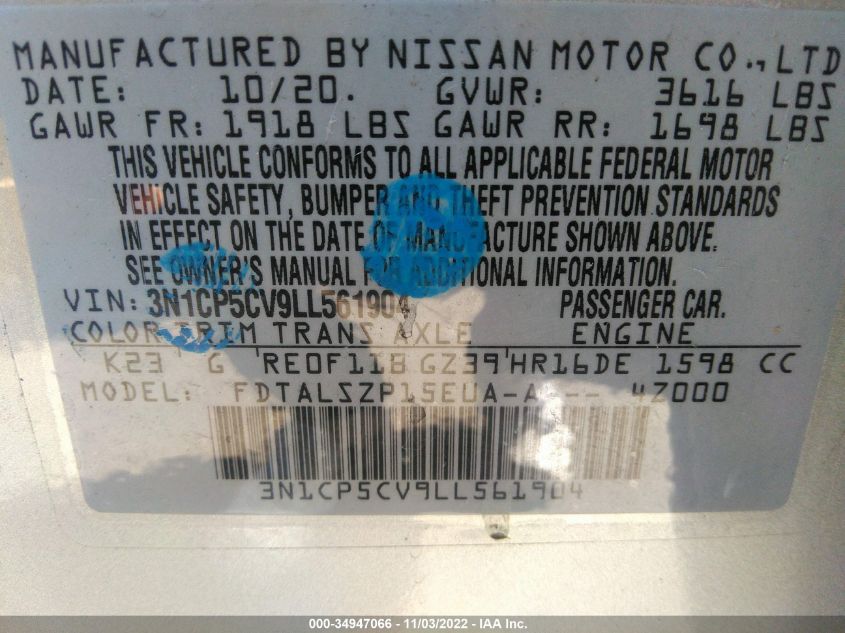 MANUFACTURED BY NISSAN MOTOR CO., LTD
DATE: 10/20. GVWR: 3616 LBS
GAWR FR: 1918 LBS GAWR RR: 1698 LBS
THIS VEHICLE CONFORMS TO ALL APPLICABLE FEDERAL MOTOR
VEHICLE SAFETY, BUMPER AND THEFT PREVENTION STANDARDS
IN EFFECT ON THE DATE OF MANUFACTURE SHOWN ABOVE.
SEE OWNER'S MANUAL FOR ADDITIONAL INFORMATION.
VIN: 3N1CP5CV9LL561904 PASSENGER CAR.
COLOR TRIM TRANS AXLE ENGINE
K23 G RE0F11B GZ39 HR16DE 1598 CC
MODEL: 4Z000
3N1CP5CV9LL561904
000-34947066 - 11/03/2022 - IAA Inc.